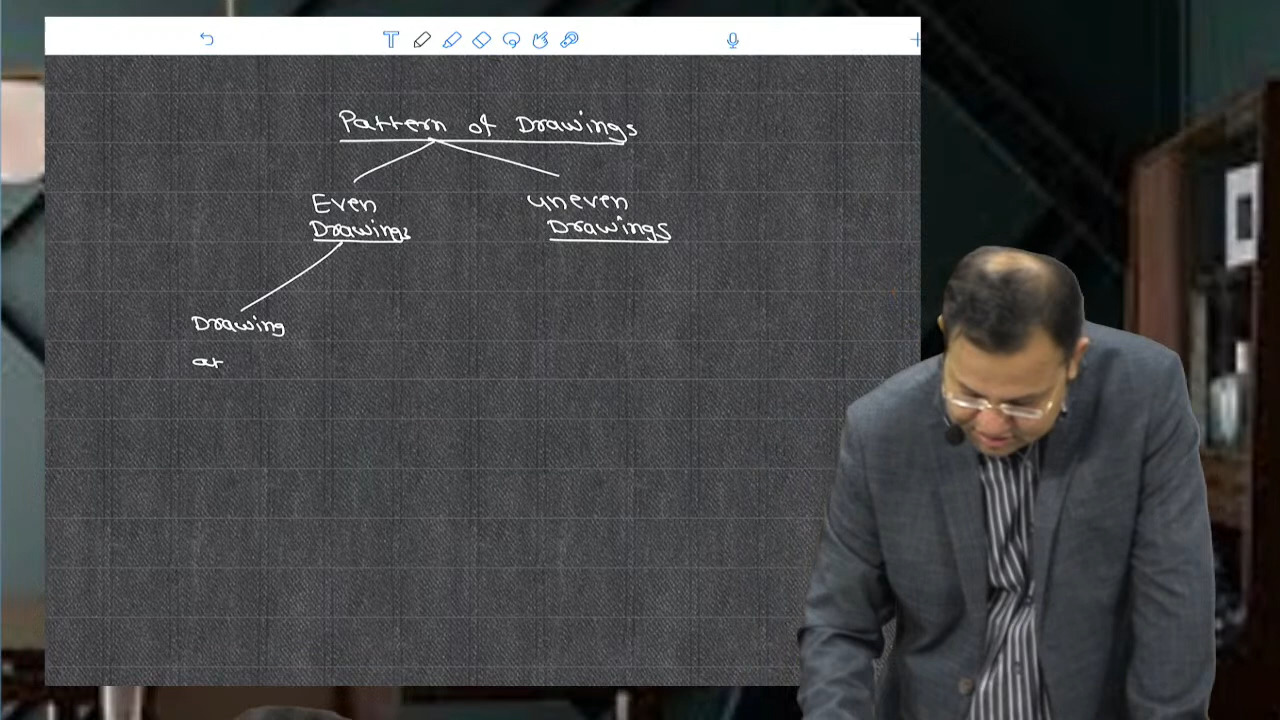 Pattern of Drawings
Even
Drawings
uneven
Drawings
Drawing
at